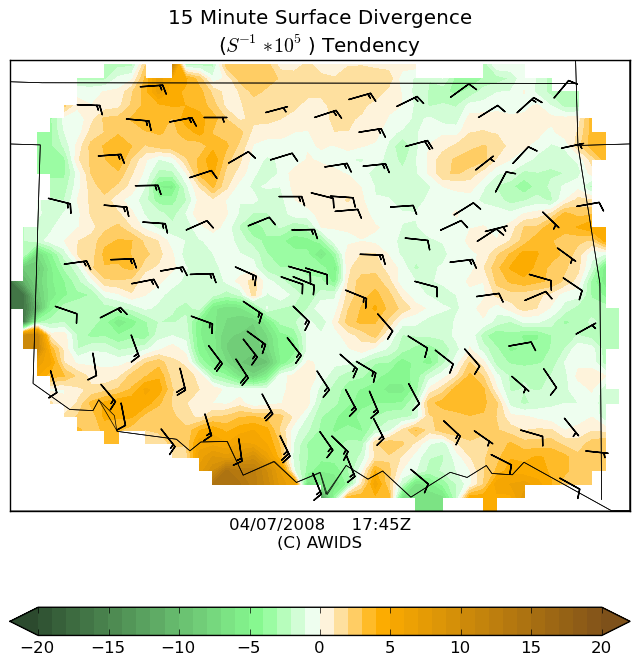 15 Minute Surface Divergence
(S⁻¹ * 10⁵ ) Tendency
04/07/2008 17:45Z
(C) AWIDS
−20 −15 −10 −5 0 5 10 15 20